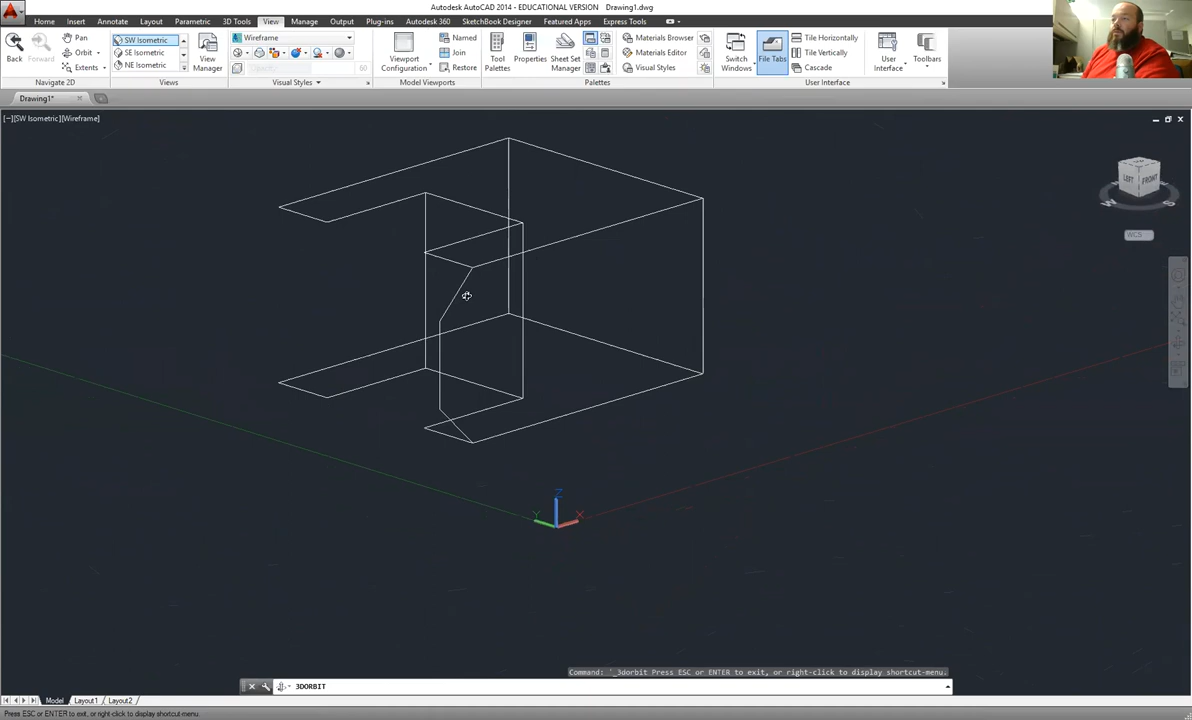 Autodesk AutoCAD 2014 - EDUCATIONAL VERSION Drawing1.dwg
Home Insert Annotate Layout Parametric 3D Tools View Manage Output Plug-ins Autodesk 360 SketchBook Designer Featured Apps Express Tools
Back
Forward
Pan
Orbit
Extents
Navigate 2D
SW Isometric
SE Isometric
NE Isometric
View
Manager
Views
Wireframe
Opacity 60
Visual Styles
Viewport
Configuration
Named
Join
Restore
Model Viewports
Tool
Palettes
Properties
Sheet Set
Manager
Materials Browser
Materials Editor
Visual Styles
Palettes
Switch
Windows
File Tabs
Tile Horizontally
Tile Vertically
Cascade
User
Interface
Toolbars
User Interface
Drawing1*
[−][SW Isometric][Wireframe]
LEFT FRONT
W S
WCS
Z
Y X
Command: '_3dorbit Press ESC or ENTER to exit, or right-click to display shortcut-menu.
3DORBIT
Model Layout1 Layout2
Press ESC or ENTER to exit, or right-click to display shortcut-menu.